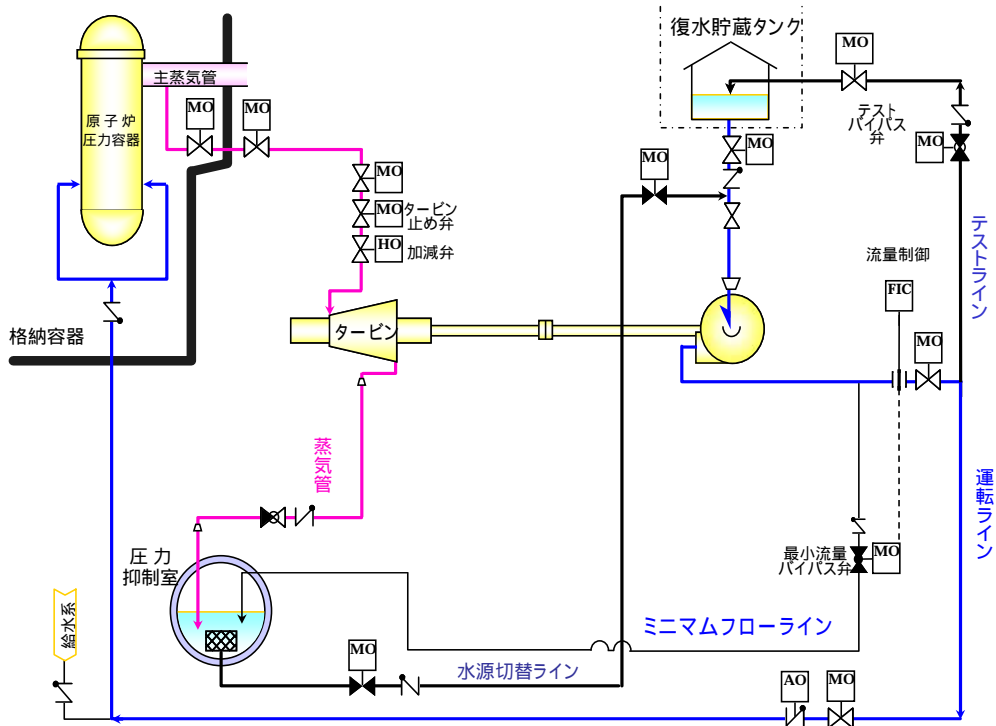 復水貯蔵タンク
MO
主蒸気管
MO
MO
原子炉
圧力容器
テスト
バイパス
弁
MO
MO
MO
MO
MO
タービン
止め弁
HO
加減弁
テストライン
流量制御
FIC
格納容器
タービン
MO
蒸気管
運転ライン
圧力
抑制室
最小流量
バイパス弁
MO
給水系
ミニマムフローライン
MO
水源切替ライン
AO
MO